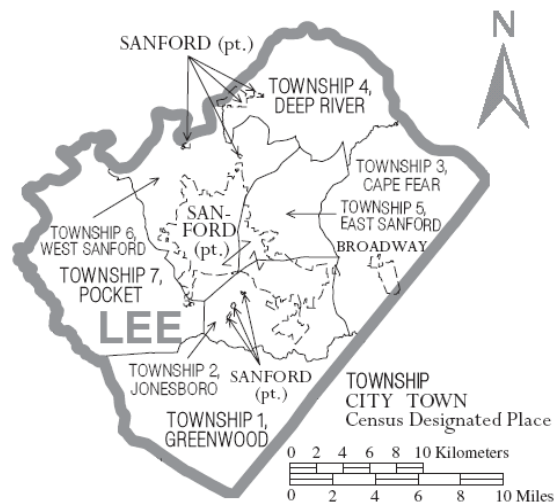 N
SANFORD (pt.)
TOWNSHIP 4,
DEEP RIVER
TOWNSHIP 3,
CAPE FEAR
TOWNSHIP 5,
EAST SANFORD
SAN-
FORD
(pt.)
BROADWAY
TOWNSHIP 6,
WEST SANFORD
TOWNSHIP 7,
POCKET
LEE
TOWNSHIP 2,
JONESBORO
SANFORD
(pt.)
TOWNSHIP 1,
GREENWOOD
TOWNSHIP
CITY TOWN
Census Designated Place
0 2 4 6 8 10 Kilometers
0 2 4 6 8 10 Miles